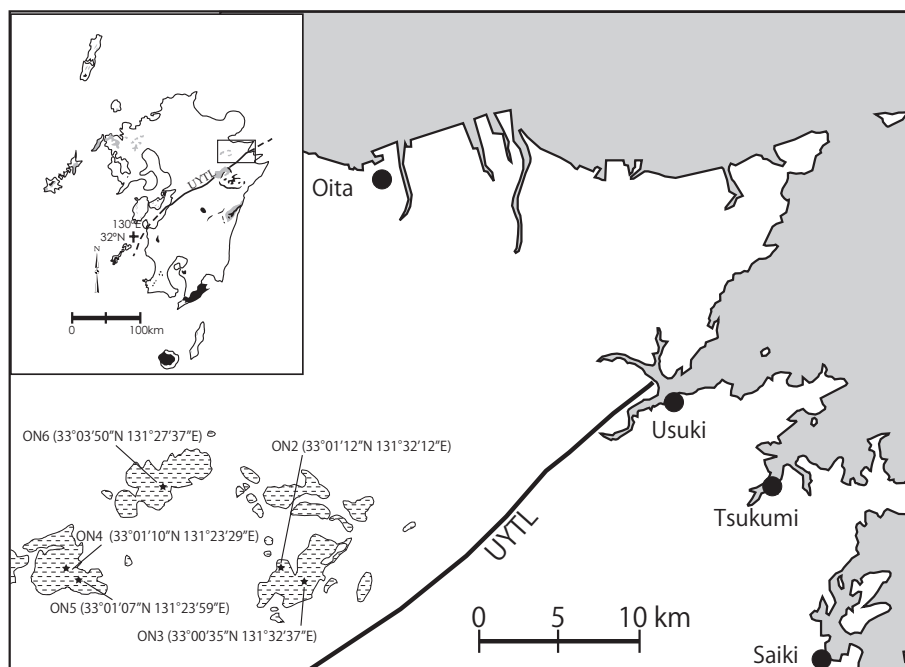 UYTL
130°E
32°N
N
0
100km
Oita
Usuki
Tsukumi
Saiki
UYTL
ON6 (33°03′50″N 131°27′37″E)
ON2 (33°01′12″N 131°32′12″E)
ON4 (33°01′10″N 131°23′29″E)
ON5 (33°01′07″N 131°23′59″E)
ON3 (33°00′35″N 131°32′37″E)
0 5 10 km